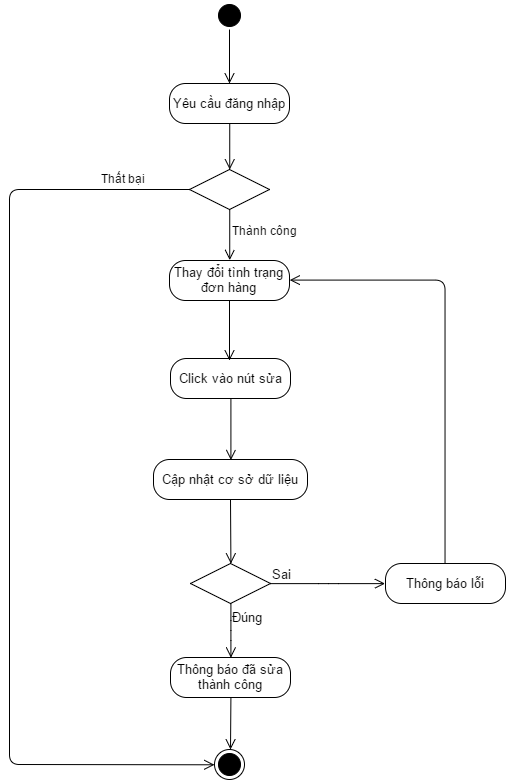 Yêu cầu đăng nhập
Thất bại
Thành công
Thay đổi tình trạng
đơn hàng
Click vào nút sửa
Cập nhật cơ sở dữ liệu
Sai
Thông báo lỗi
Đúng
Thông báo đã sửa
thành công